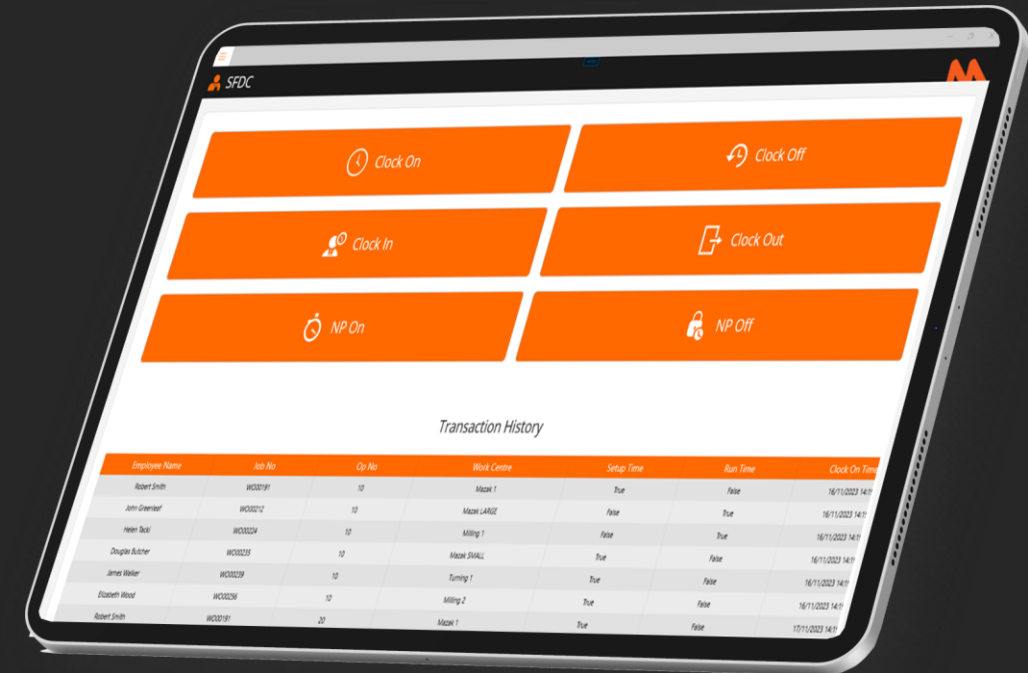 SFDC
Clock On
Clock Off
Clock In
Clock Out
NP On
NP Off
Transaction History
Employee Name Job No Op No Work Centre Setup Time Run Time Clock On Time
Robert Smith WO00191 10 Mazak 1 True False 16/11/2023
John Greenleaf WO00212 10 Mazak LARGE False True 16/11/2023
Helen Tacki WO00224 10 Milling 1 False True 16/11/2023
Douglas Butcher WO00235 10 Mazak SMALL True False 16/11/2023
James Walker WO00239 10 Turning 1 True False 16/11/2023
Elizabeth Wood WO00256 10 Milling 2 True False 16/11/2023
Robert Smith WO00191 20 Mazak 1 True False 17/11/2023